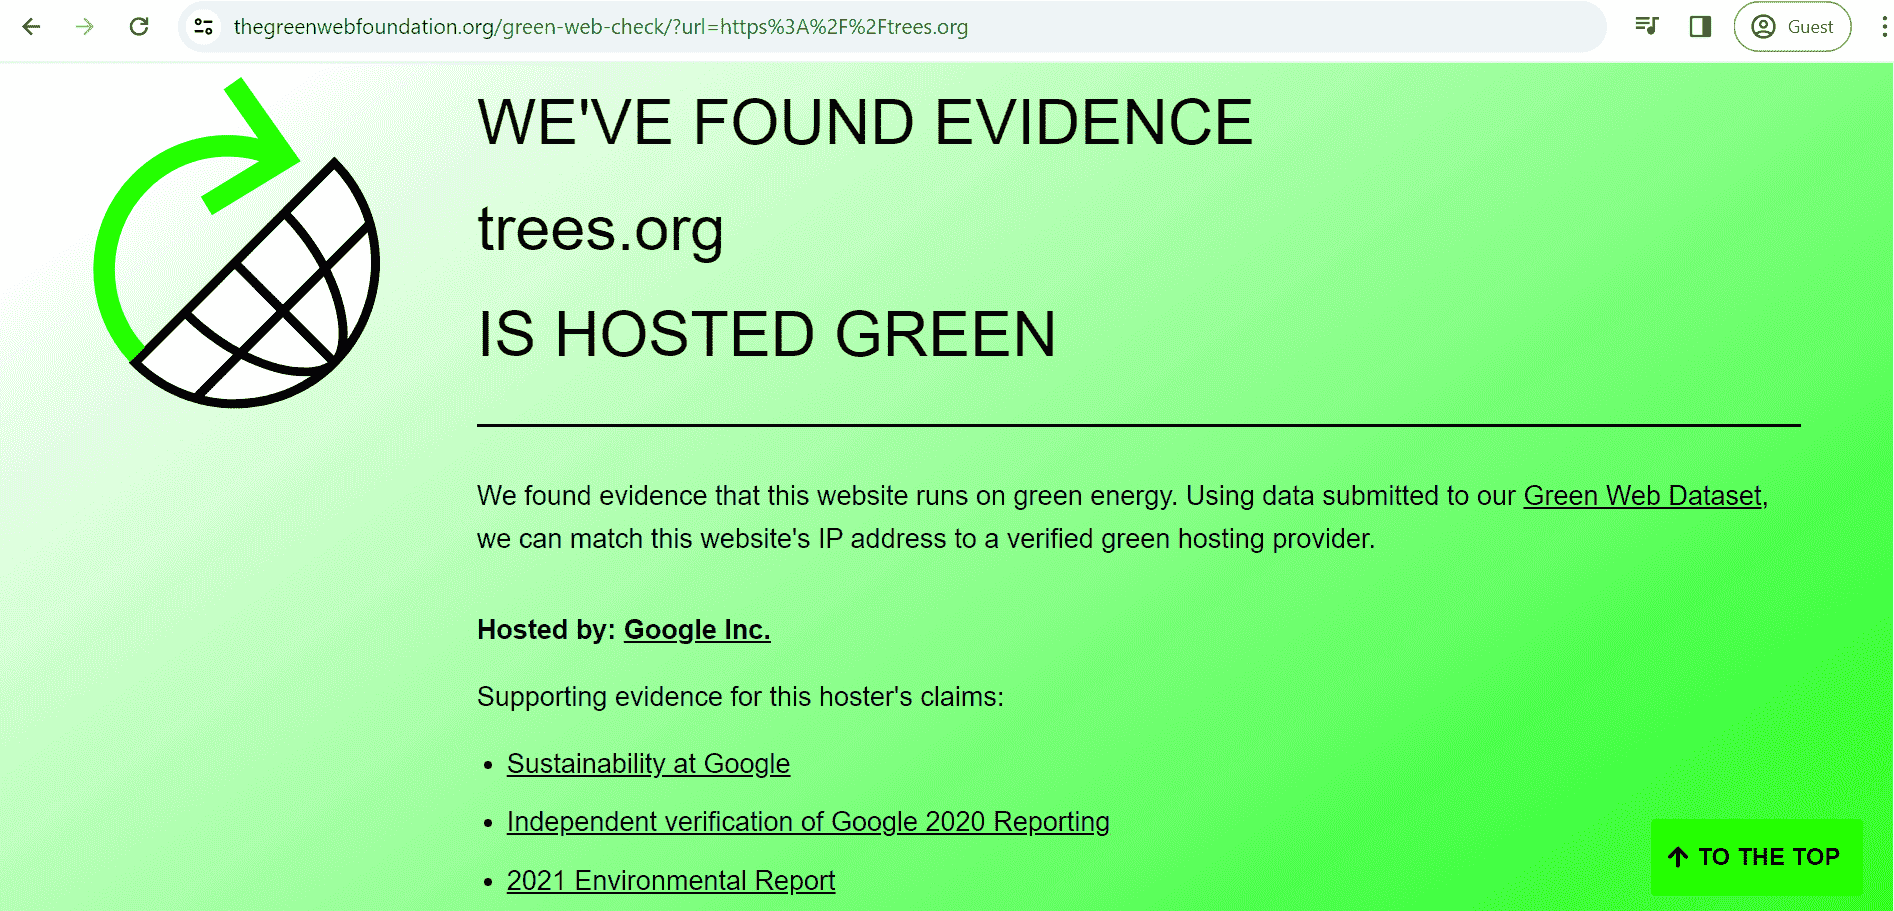 thegreenwebfoundation.org/green-web-check/?url=https%3A%2F%2Ftrees.org
Guest
WE'VE FOUND EVIDENCE
trees.org
IS HOSTED GREEN
We found evidence that this website runs on green energy. Using data submitted to our Green Web Dataset,
we can match this website's IP address to a verified green hosting provider.
Hosted by: Google Inc.
Supporting evidence for this hoster's claims:
• Sustainability at Google
• Independent verification of Google 2020 Reporting
• 2021 Environmental Report
TO THE TOP